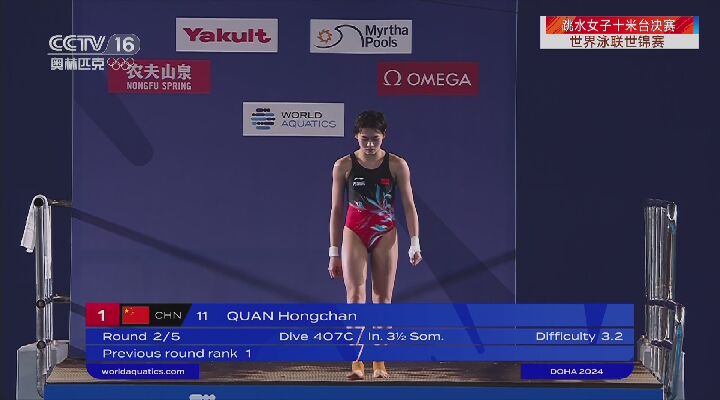 CCTV 16
奥林匹克
Yakult
Myrtha Pools
跳水女子十米台决赛
世界泳联世锦赛
农夫山泉
NONGFU SPRING
Ω OMEGA
WORLD AQUATICS
1 CHN 11 QUAN Hongchan
Round 2/5 Dive 407C In. 3½ Som. Difficulty 3.2
Previous round rank 1
worldaquatics.com
DOHA 2024